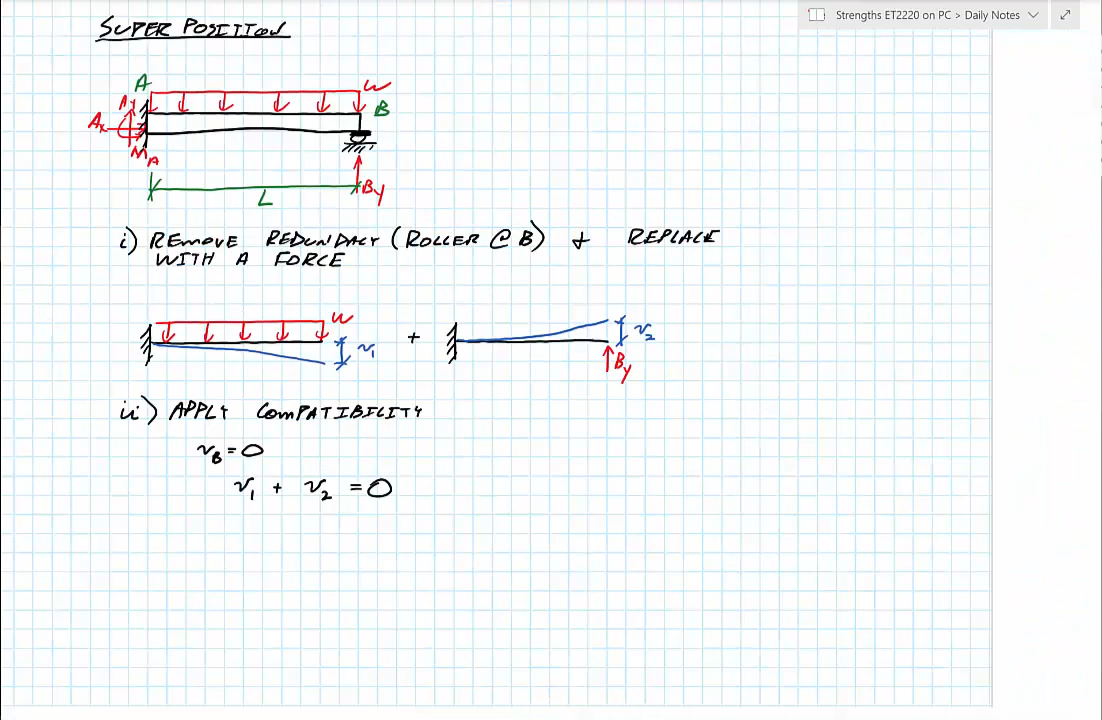 Strengths ET2220 on PC > Daily Notes
SUPER POSITION
A
w
B
Ay
Ax
MA
By
L
i) REMOVE REDUNDACY (ROLLER @ B) + REPLACE
WITH A FORCE
w
v1
+
v2
By
ii) APPLY COMPATIBILITY
vB = 0
v1 + v2 = 0